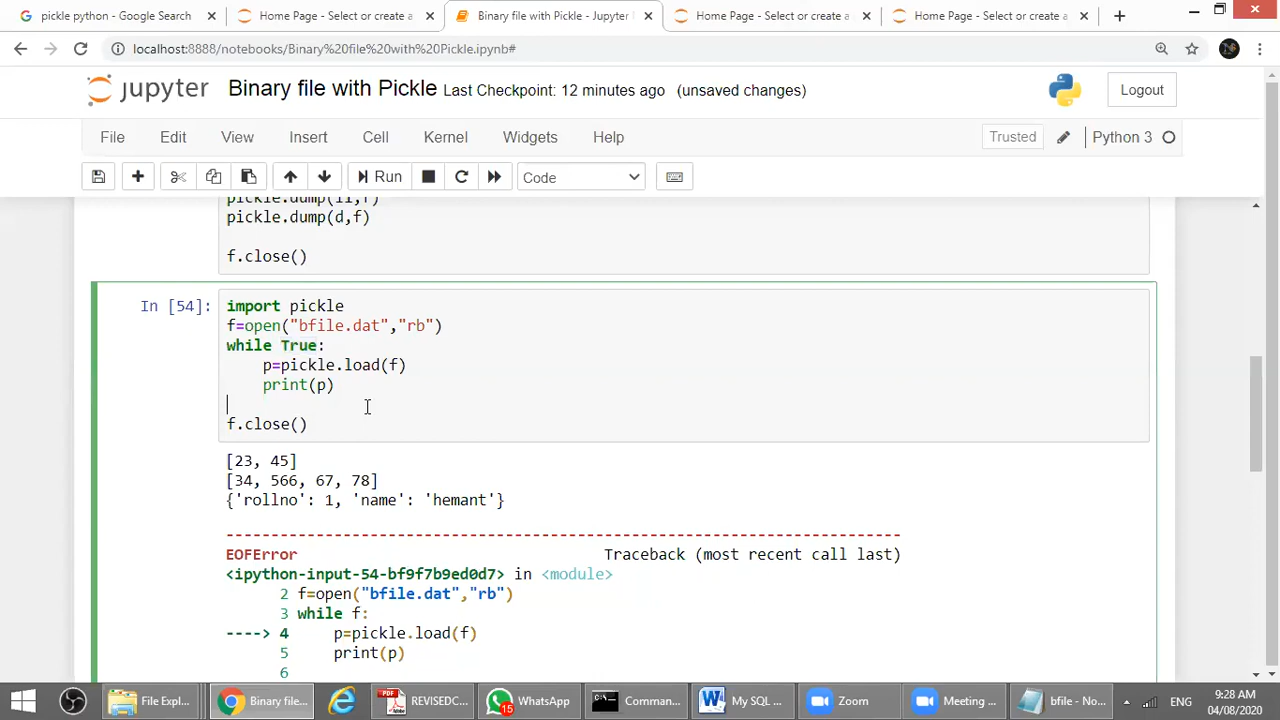 pickle python - Google Search
Home Page - Select or create a
Binary file with Pickle - Jupyter
Home Page - Select or create a
Home Page - Select or create a
localhost:8888/notebooks/Binary%20file%20with%20Pickle.ipynb#
jupyter Binary file with Pickle Last Checkpoint: 12 minutes ago (unsaved changes)
Logout
File Edit View Insert Cell Kernel Widgets Help
Trusted
Python 3
Run
Code
pickle.dump(l1,f)
pickle.dump(d,f)
f.close()
In [54]:
import pickle
f=open("bfile.dat","rb")
while True:
p=pickle.load(f)
print(p)
f.close()
[23, 45]
[34, 566, 67, 78]
{'rollno': 1, 'name': 'hemant'}
---------------------------------------------------------------------------
EOFError Traceback (most recent call last)
<ipython-input-54-bf9f7b9ed0d7> in <module>
2 f=open("bfile.dat","rb")
3 while f:
----> 4 p=pickle.load(f)
5 print(p)
6
File Expl...
Binary file...
REVISEDC...
15
WhatsApp
Comman...
My SQL ...
Zoom
Meeting ...
bfile - No...
ENG
9:28 AM
04/08/2020